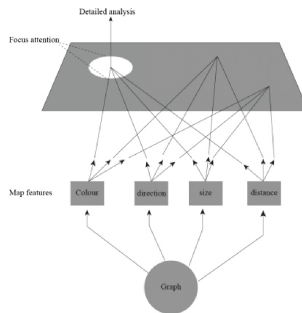 Detailed analysis
Focus attention
Map features
Colour
direction
size
distance
Graph